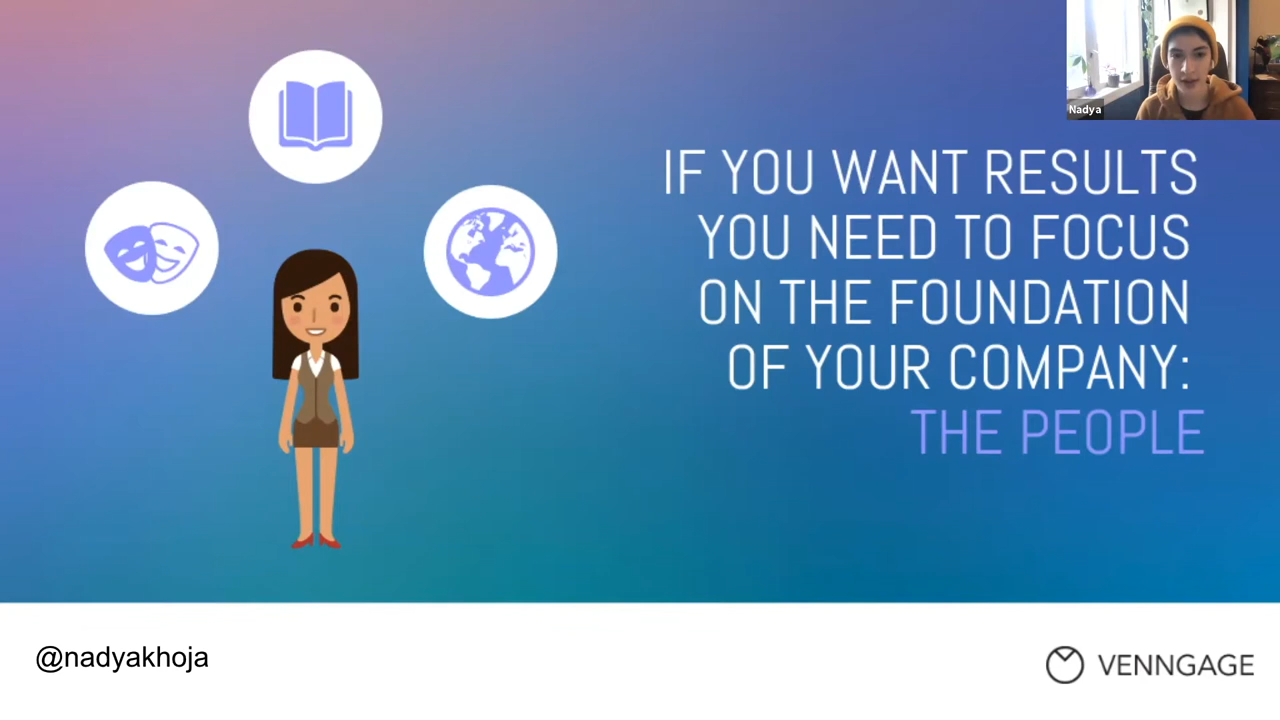 Nadya
IF YOU WANT RESULTS
YOU NEED TO FOCUS
ON THE FOUNDATION
OF YOUR COMPANY:
THE PEOPLE
@nadyakhoja
VENNGAGE